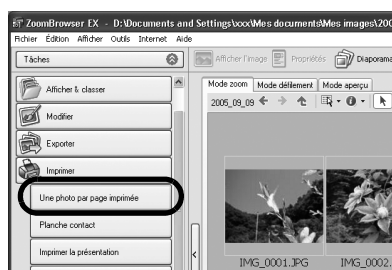 ZoomBrowser EX - D:\Documents and Settings\xxx\Mes documents\Mes images\200
Fichier Édition Afficher Outils Internet Aide
Tâches
Afficher l'image Propriétés Diaporama
Afficher & classer
Modifier
Exporter
Imprimer
Une photo par page imprimée
Planche contact
Imprimer la présentation
Mode zoom Mode défilement Mode aperçu
2005_09_09
IMG_0001.JPG IMG_0002.